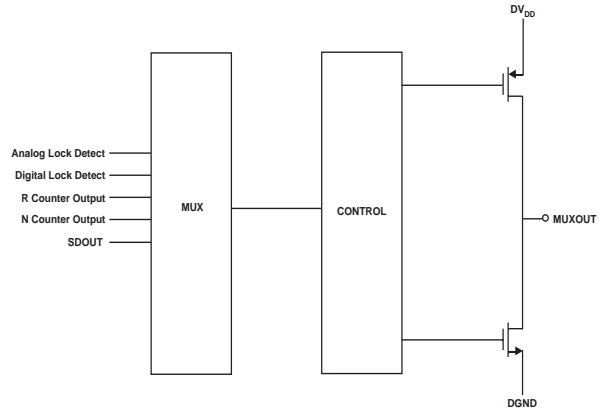 DVDD
Analog Lock Detect
Digital Lock Detect
R Counter Output
N Counter Output
SDOUT
MUX
CONTROL
MUXOUT
DGND